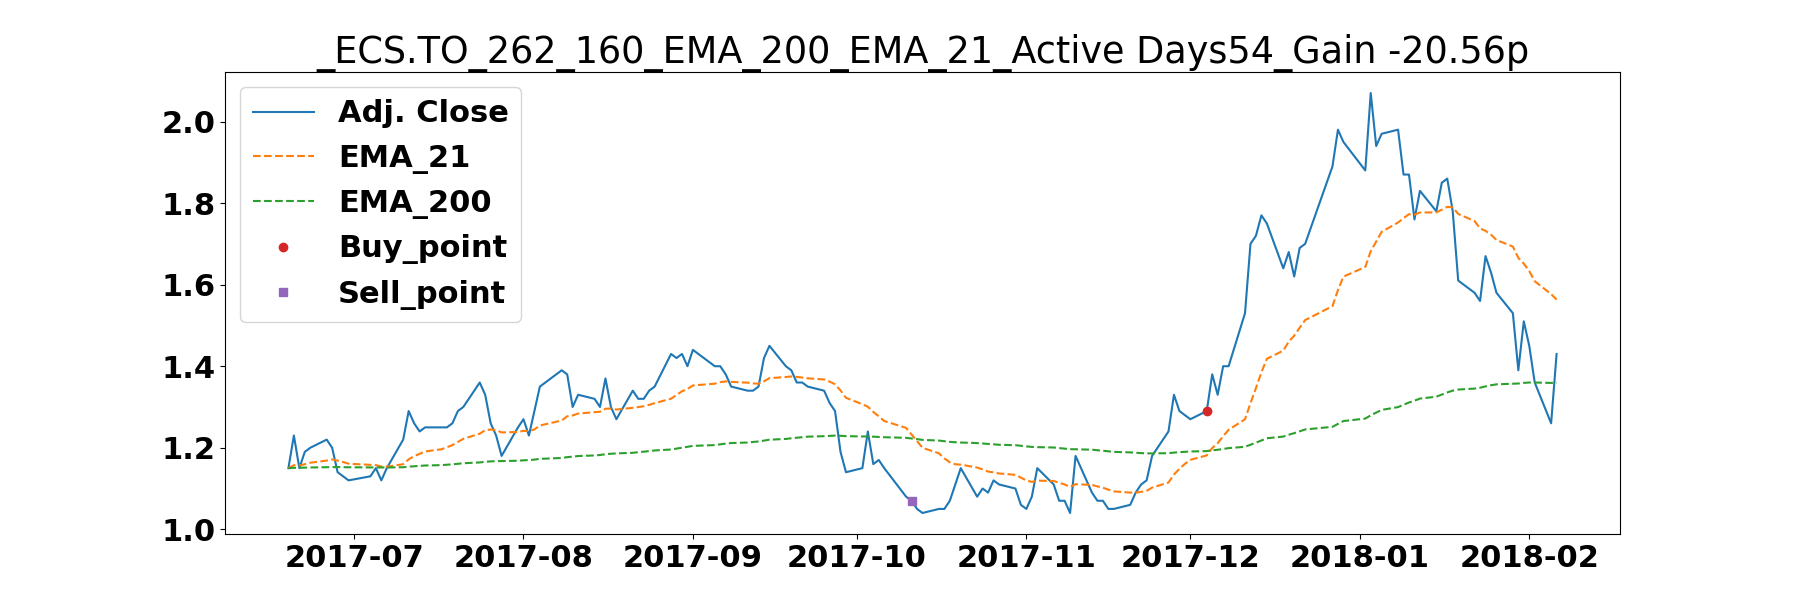 _ECS.TO_262_160_EMA_200_EMA_21_Active Days54_Gain -20.56p
Adj. Close
EMA_21
EMA_200
Buy_point
Sell_point
2.0
1.8
1.6
1.4
1.2
1.0
2017-07 2017-08 2017-09 2017-10 2017-11 2017-12 2018-01 2018-02